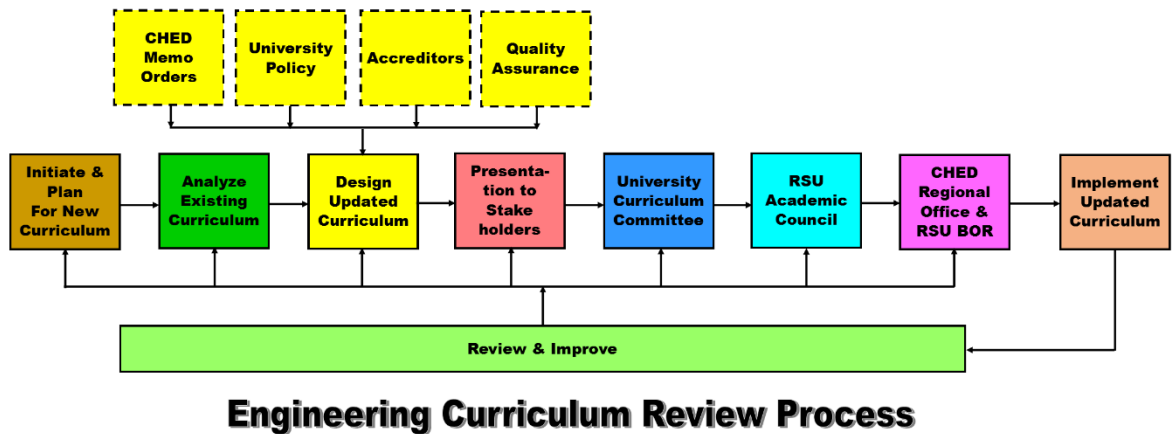 CHED
Memo
Orders
University
Policy
Accreditors
Quality
Assurance
Initiate &
Plan
For New
Curriculum
Analyze
Existing
Curriculum
Design
Updated
Curriculum
Presenta-
tion to
Stake
holders
University
Curriculum
Committee
RSU
Academic
Council
CHED
Regional
Office &
RSU BOR
Implement
Updated
Curriculum
Review & Improve
Engineering Curriculum Review Process